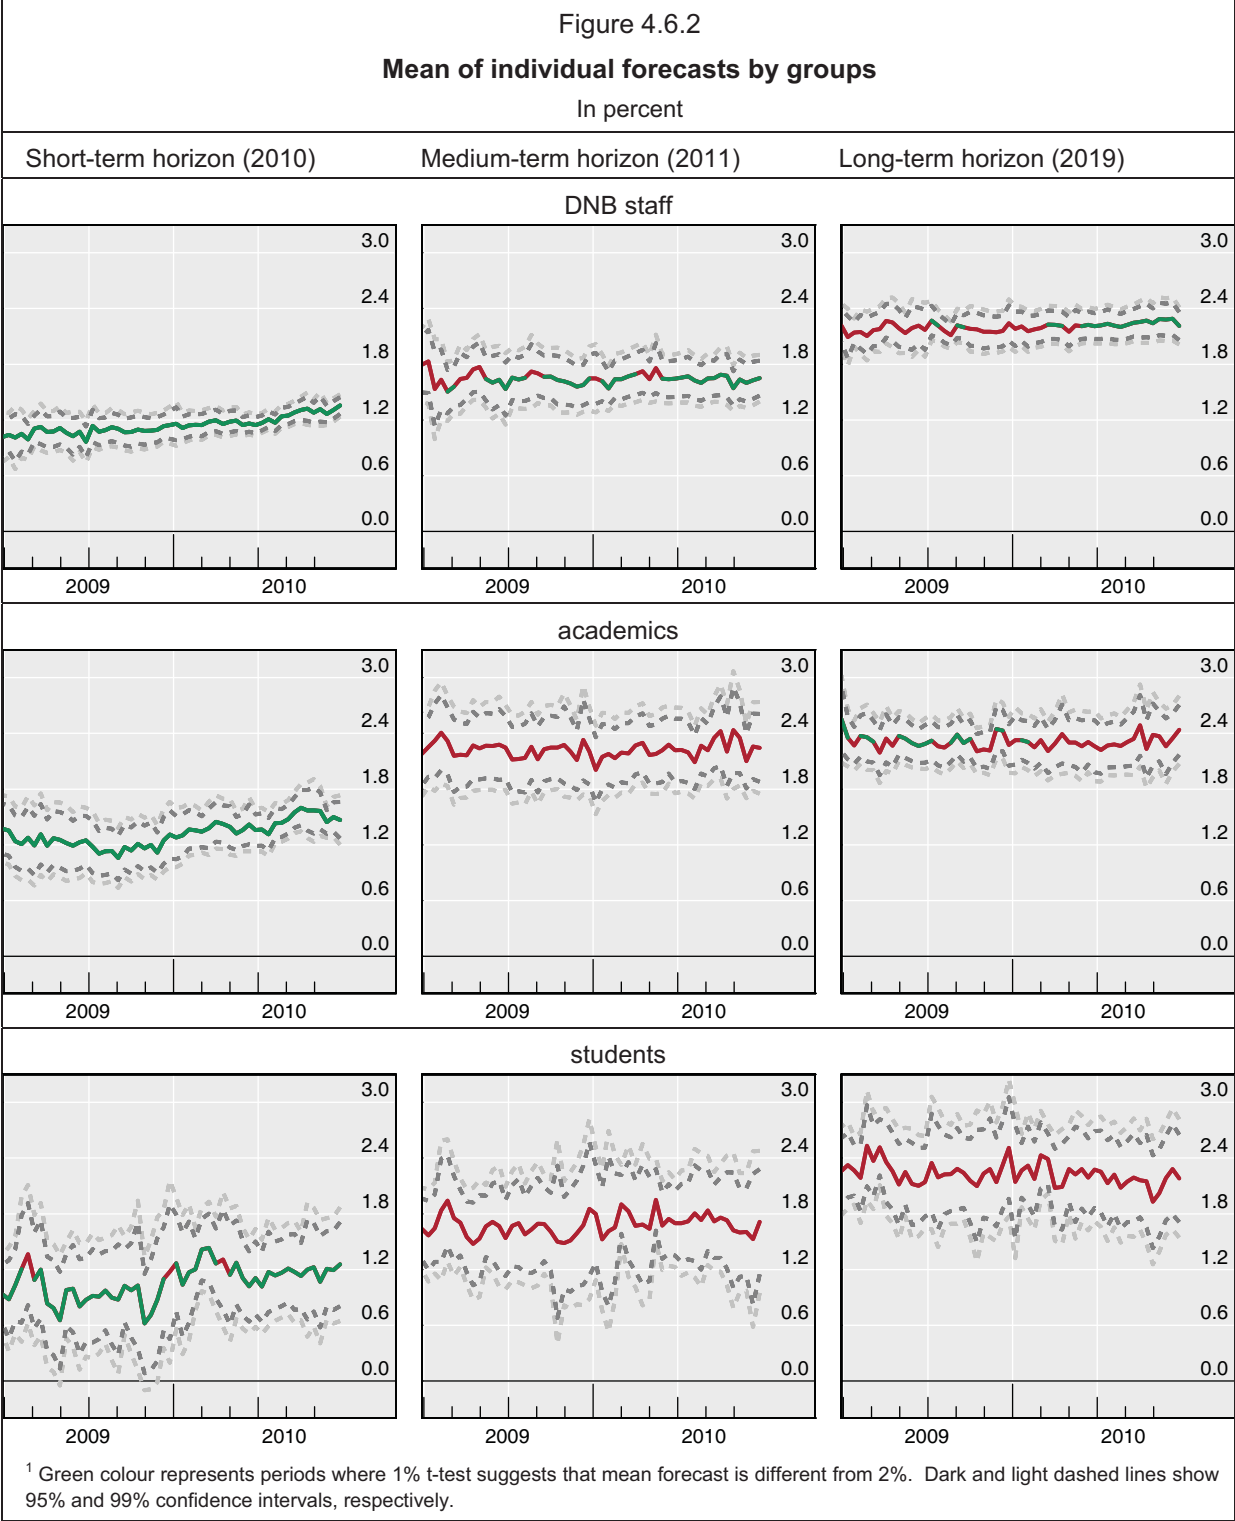 Figure 4.6.2
Mean of individual forecasts by groups
In percent
Short-term horizon (2010) Medium-term horizon (2011) Long-term horizon (2019)
DNB staff
3.0 3.0 3.0
2.4 2.4 2.4
1.8 1.8 1.8
1.2 1.2 1.2
0.6 0.6 0.6
0.0 0.0 0.0
2009 2010 2009 2010 2009 2010
academics
3.0 3.0 3.0
2.4 2.4 2.4
1.8 1.8 1.8
1.2 1.2 1.2
0.6 0.6 0.6
0.0 0.0 0.0
2009 2010 2009 2010 2009 2010
students
3.0 3.0 3.0
2.4 2.4 2.4
1.8 1.8 1.8
1.2 1.2 1.2
0.6 0.6 0.6
0.0 0.0 0.0
2009 2010 2009 2010 2009 2010
1 Green colour represents periods where 1% t-test suggests that mean forecast is different from 2%. Dark and light dashed lines show
95% and 99% confidence intervals, respectively.